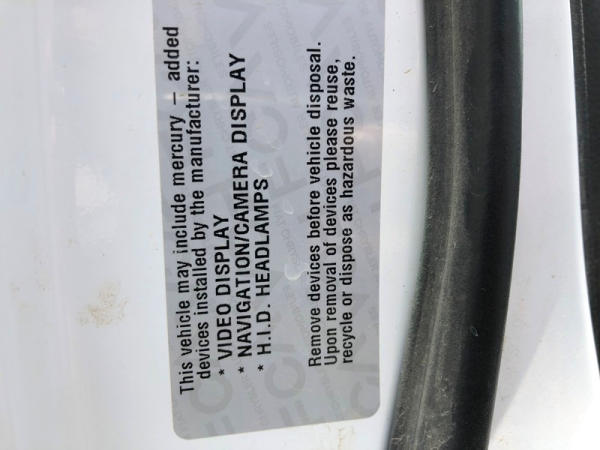 This vehicle may include mercury — added
devices installed by the manufacturer:
* VIDEO DISPLAY
* NAVIGATION/CAMERA DISPLAY
* H.I.D. HEADLAMPS
Remove devices before vehicle disposal.
Upon removal of devices please reuse,
recycle or dispose as hazardous waste.